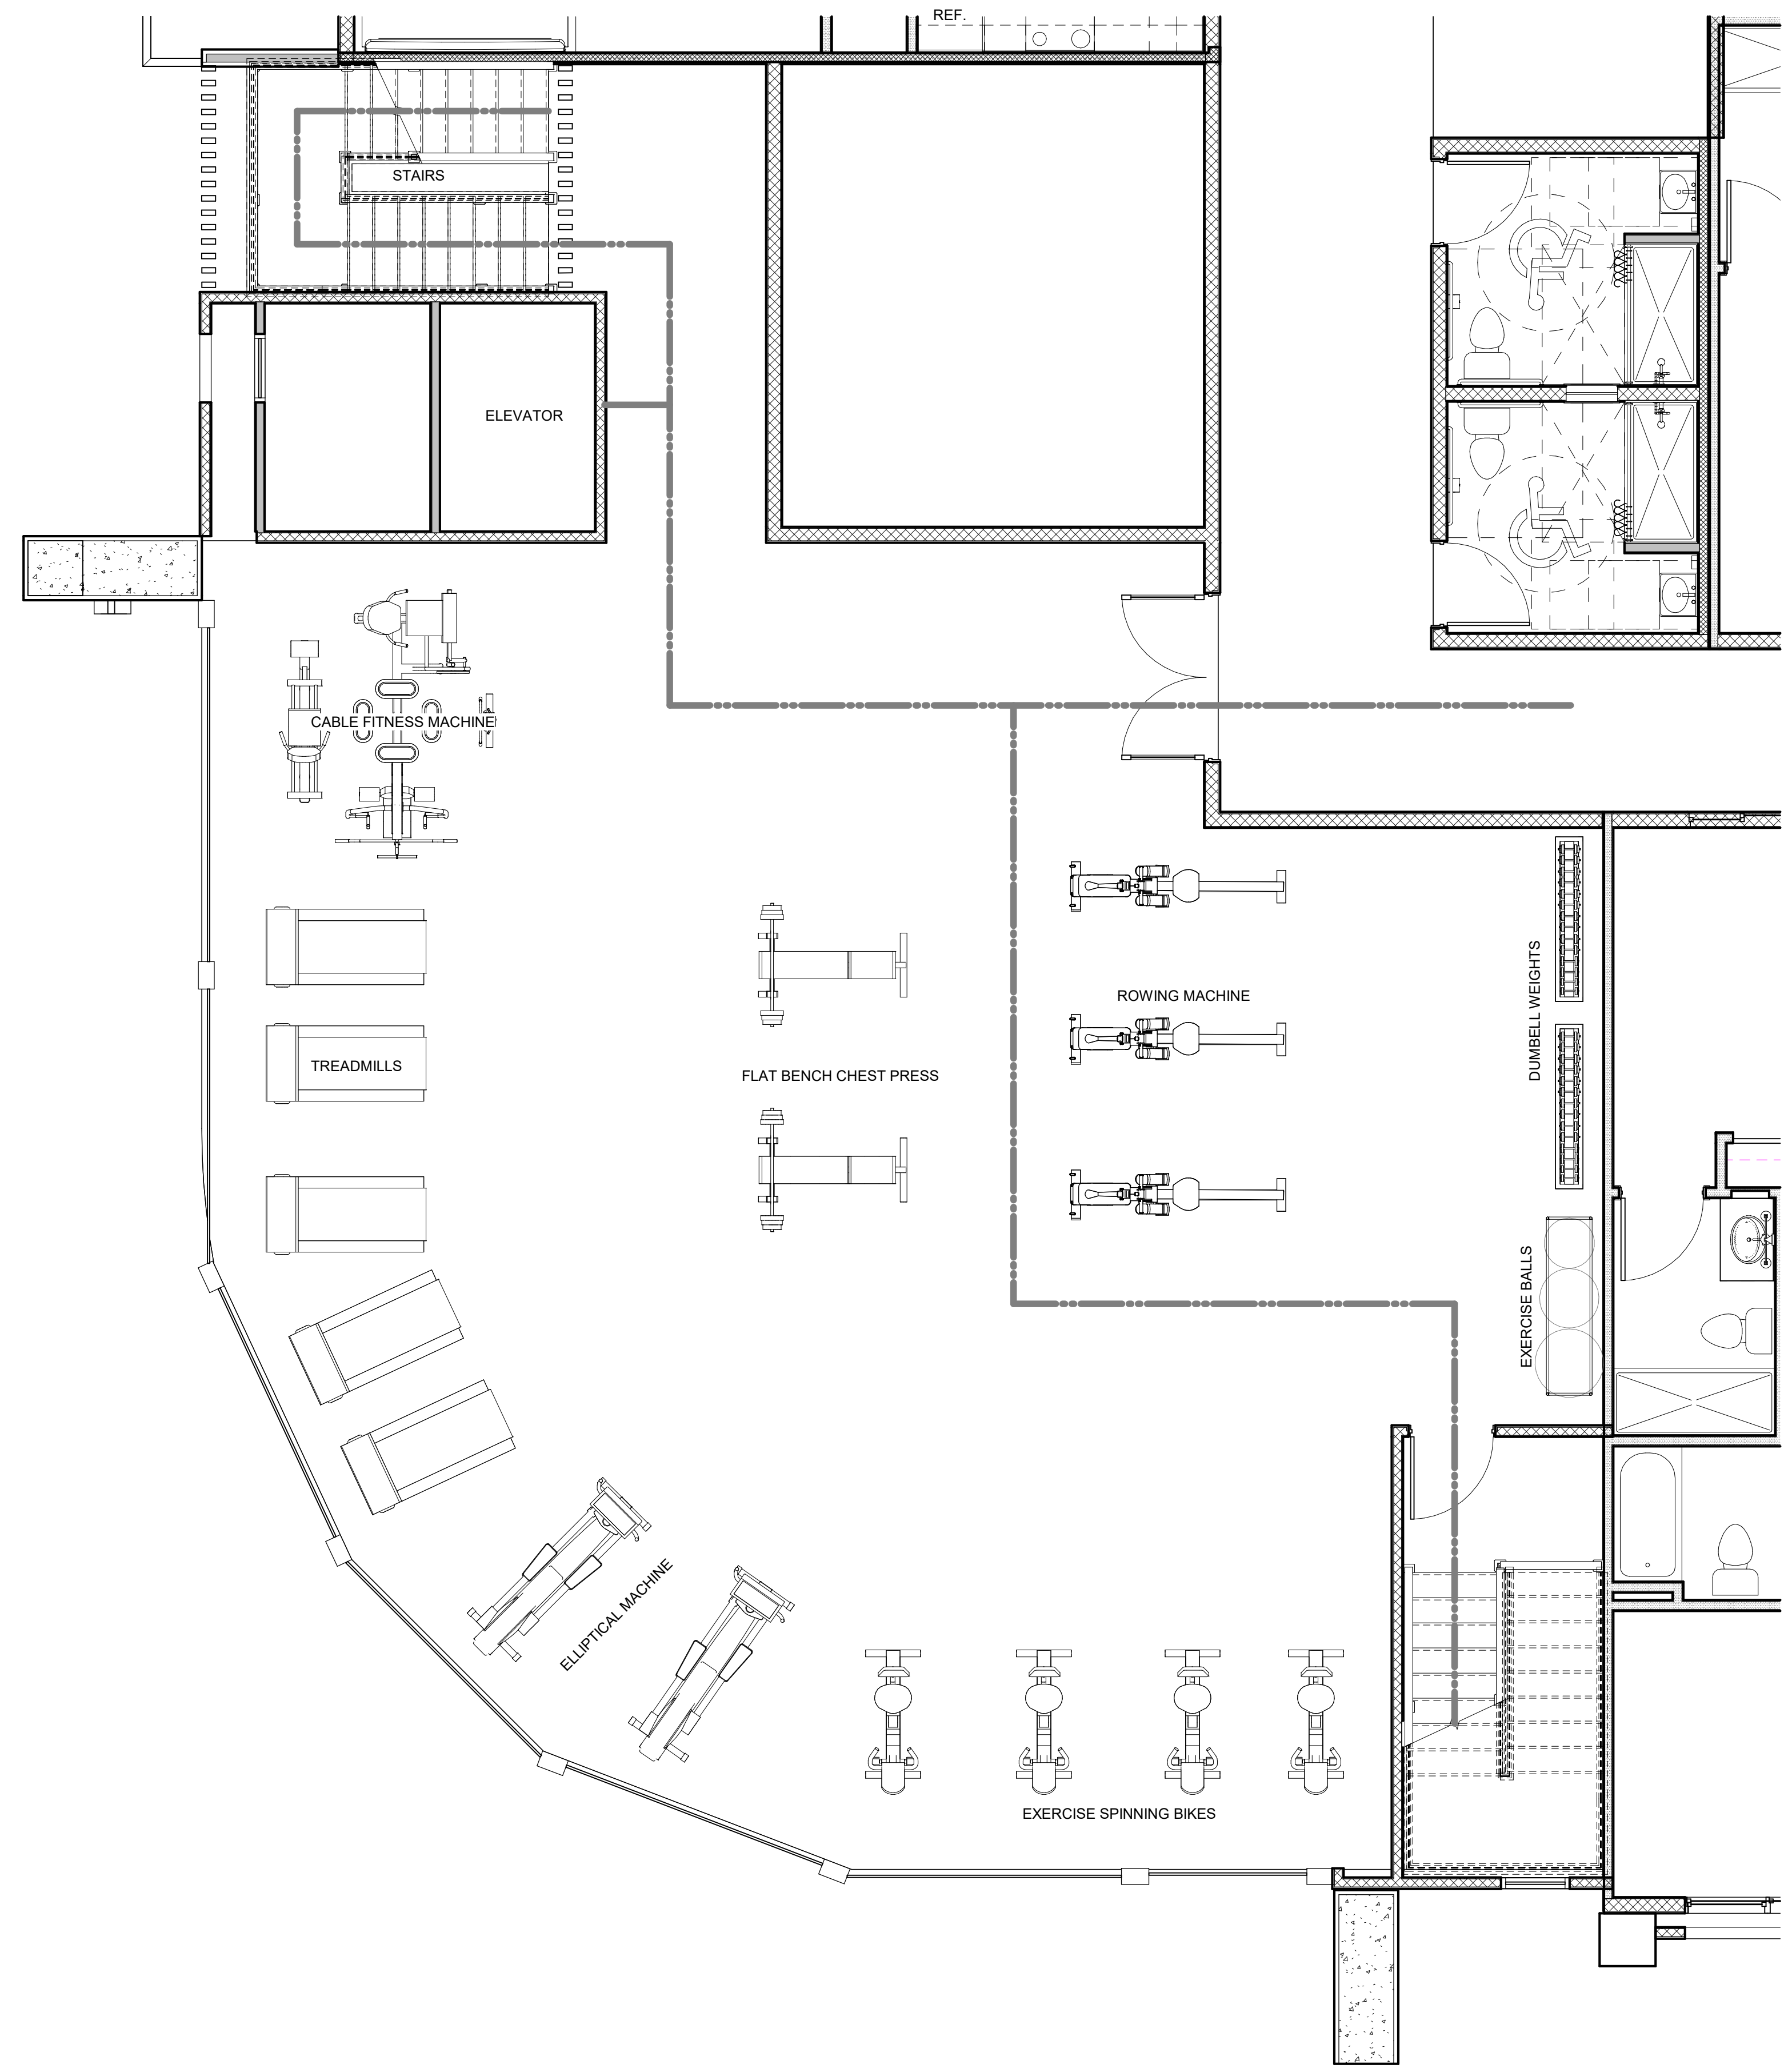 REF.
STAIRS
ELEVATOR
CABLE FITNESS MACHINE
ROWING MACHINE
DUMBELL WEIGHTS
TREADMILLS
FLAT BENCH CHEST PRESS
EXERCISE BALLS
ELLIPTICAL MACHINE
EXERCISE SPINNING BIKES